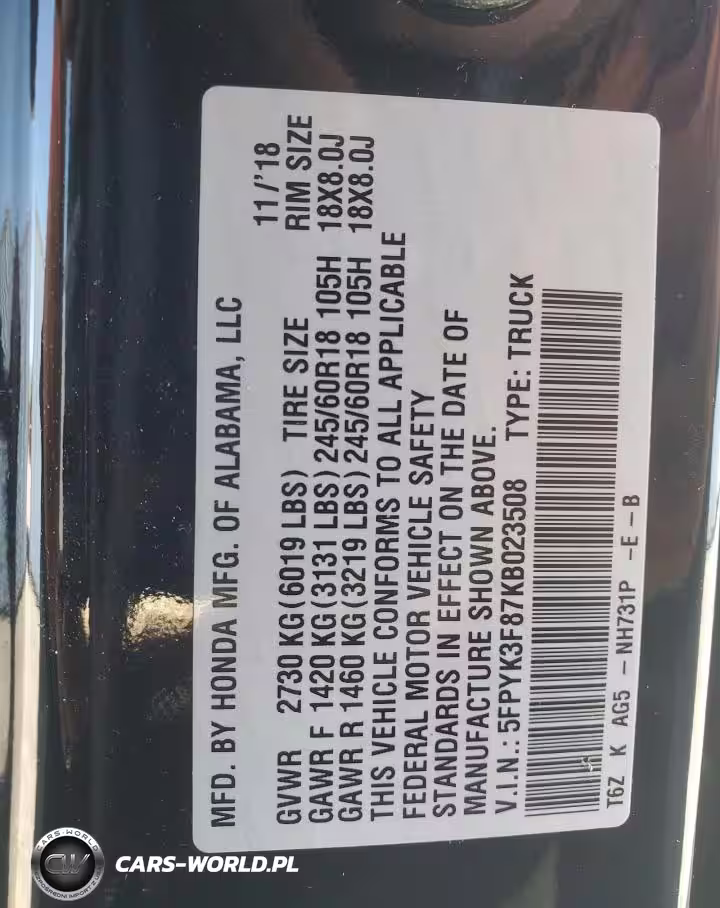 MFD. BY HONDA MFG. OF ALABAMA, LLC
11/'18
GVWR 2730 KG(6019 LBS) TIRE SIZE RIM SIZE
GAWR F 1420 KG(3131 LBS) 245/60R18 105H 18X8.0J
GAWR R 1460 KG(3219 LBS) 245/60R18 105H 18X8.0J
THIS VEHICLE CONFORMS TO ALL APPLICABLE
FEDERAL MOTOR VEHICLE SAFETY
STANDARDS IN EFFECT ON THE DATE OF
MANUFACTURE SHOWN ABOVE.
V.I.N.: 5FPYK3F87KB023508 TYPE: TRUCK
T6Z K AG5 - NH731P -E-B
CARS-WORLD
CW
CARS-WORLD.PL